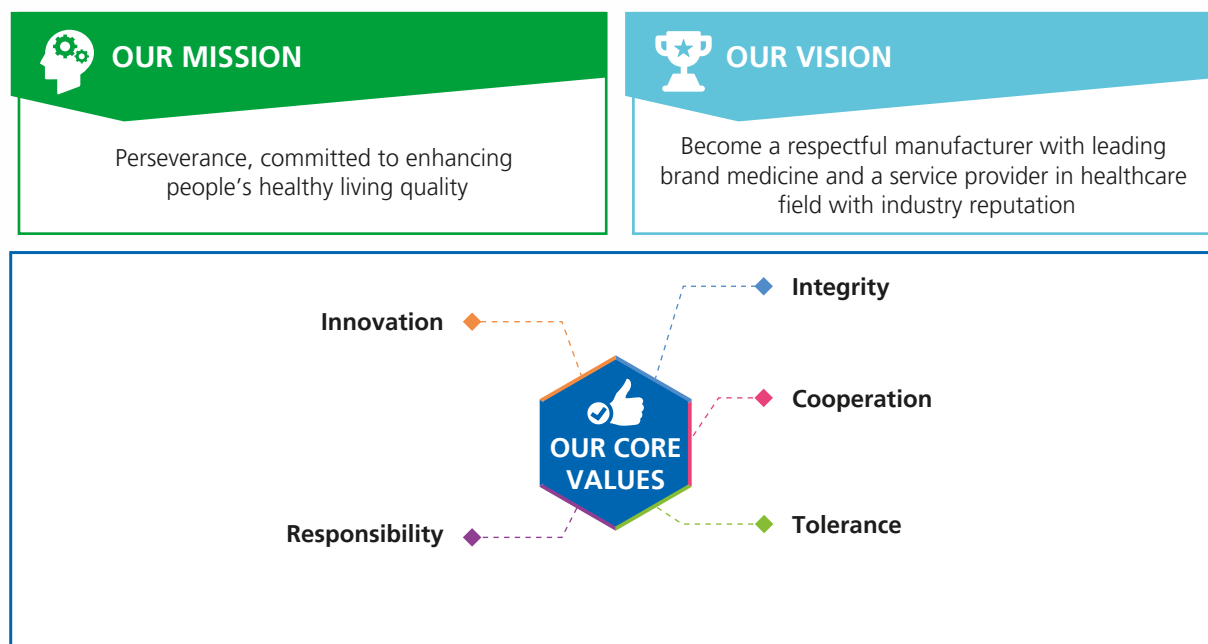 OUR MISSION
Perseverance, committed to enhancing
people's healthy living quality
OUR VISION
Become a respectful manufacturer with leading
brand medicine and a service provider in healthcare
field with industry reputation
Innovation
Integrity
Cooperation
OUR CORE
VALUES
Responsibility
Tolerance